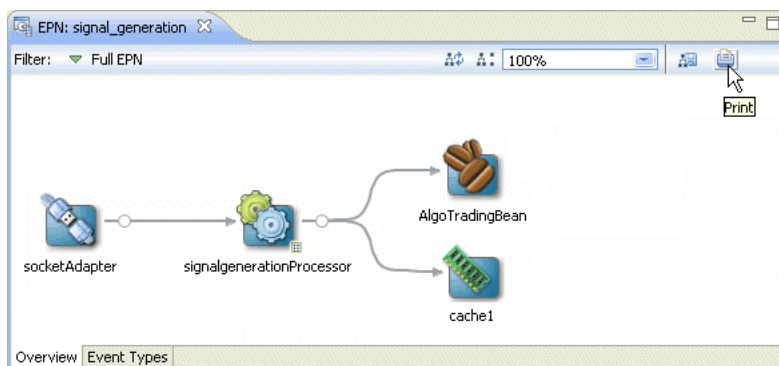 EPN: signal_generation
Filter: Full EPN
100%
Print
AlgoTradingBean
socketAdapter
signalgenerationProcessor
cache1
Overview
Event Types